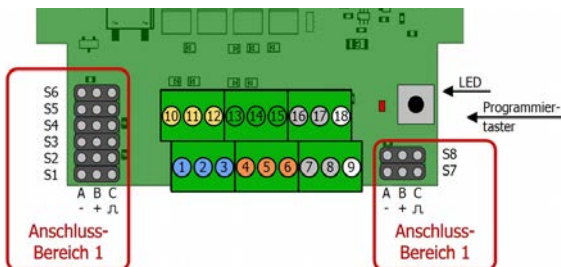 S6
S5
S4
S3
S2
S1
A B C
- + ⎍
Anschluss-
Bereich 1
10 11 12 13 14 15 16 17 18
1 2 3 4 5 6 7 8 9
LED
Programmier-
taster
S8
S7
A B C
- + ⎍
Anschluss-
Bereich 1